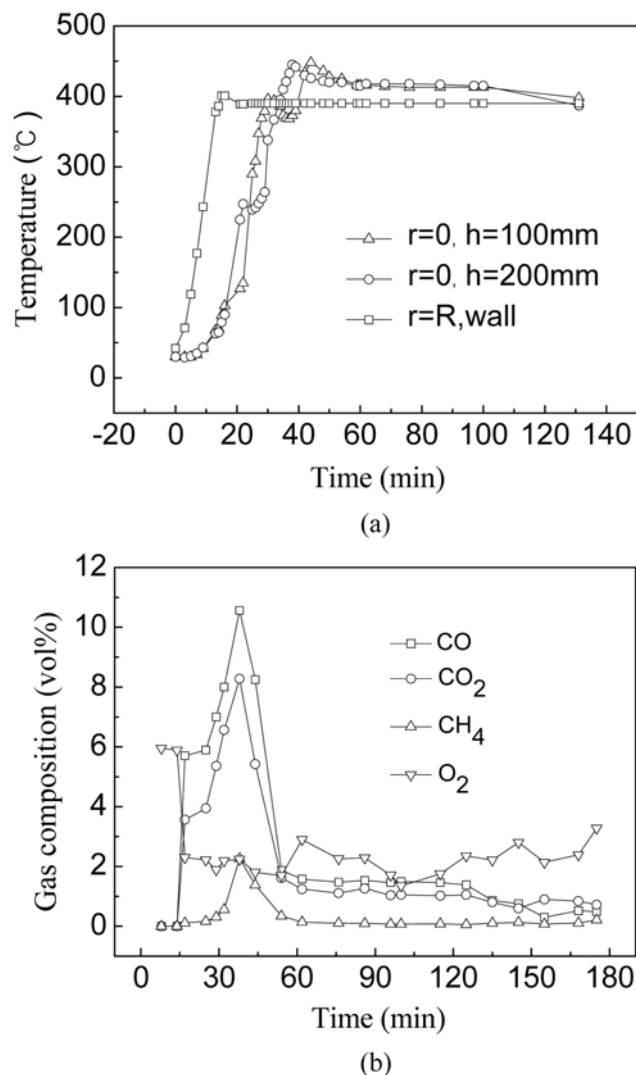 500
400
300
200
100
0
Temperature (℃)
r=0, h=100mm
r=0, h=200mm
r=R,wall
-20 0 20 40 60 80 100 120 140
Time (min)
(a)
12
10
8
6
4
2
0
Gas composition (vol%)
CO
CO2
CH4
O2
0 30 60 90 120 150 180
Time (min)
(b)